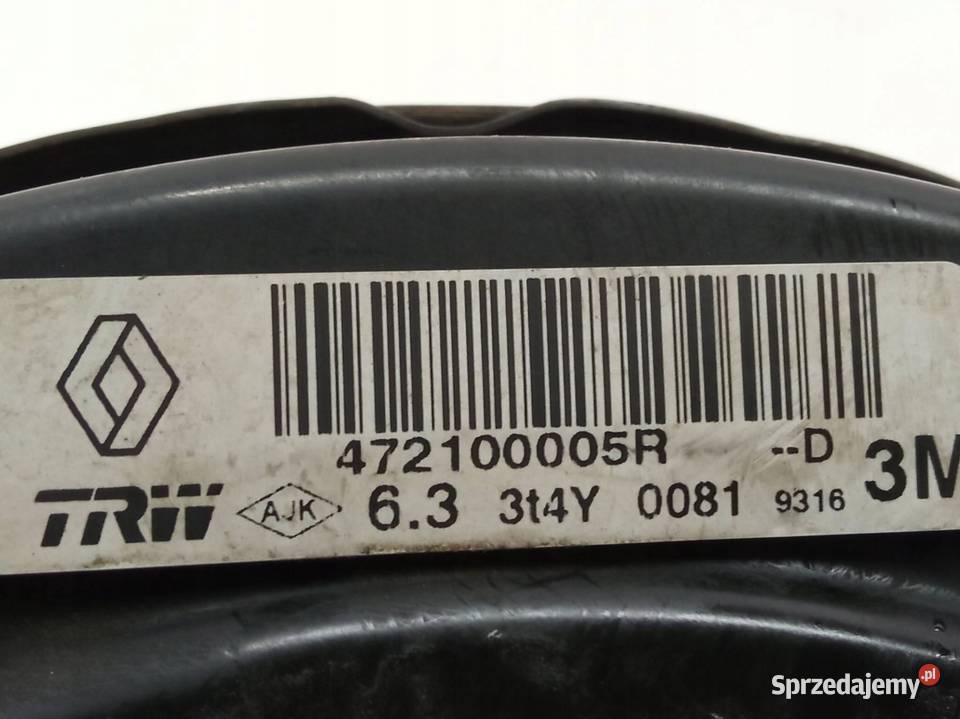 472100005R --D
TRW AJK 6.3 3t4Y 0081 9316 3M
Sprzedajemy.pl